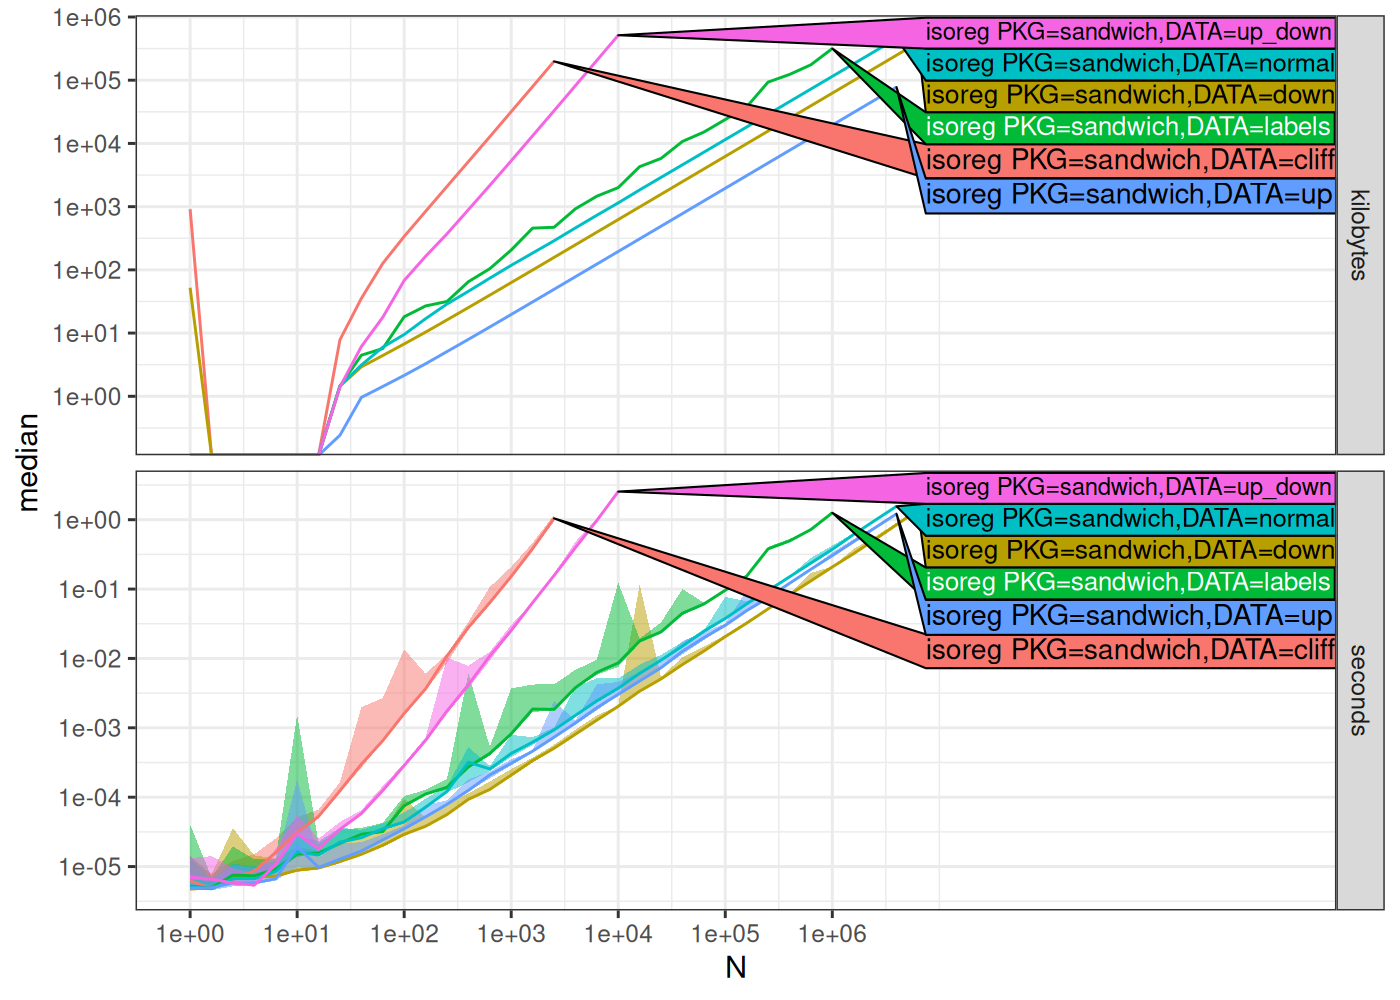 1e+06
1e+05
1e+04
1e+03
1e+02
1e+01
1e+00
isoreg PKG=sandwich,DATA=up_down
isoreg PKG=sandwich,DATA=normal
isoreg PKG=sandwich,DATA=down
isoreg PKG=sandwich,DATA=labels
isoreg PKG=sandwich,DATA=cliff
isoreg PKG=sandwich,DATA=up
kilobytes
median
1e+00
1e-01
1e-02
1e-03
1e-04
1e-05
isoreg PKG=sandwich,DATA=up_down
isoreg PKG=sandwich,DATA=normal
isoreg PKG=sandwich,DATA=down
isoreg PKG=sandwich,DATA=labels
isoreg PKG=sandwich,DATA=up
isoreg PKG=sandwich,DATA=cliff
seconds
1e+00 1e+01 1e+02 1e+03 1e+04 1e+05 1e+06
N